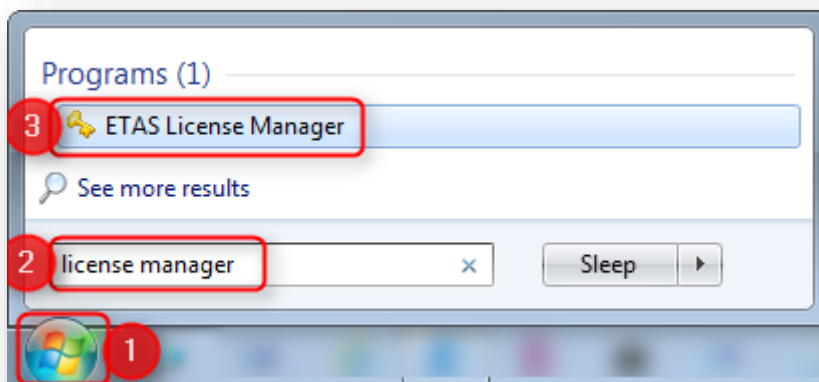 Programs (1)
3 ETAS License Manager
See more results
2 license manager × Sleep
1